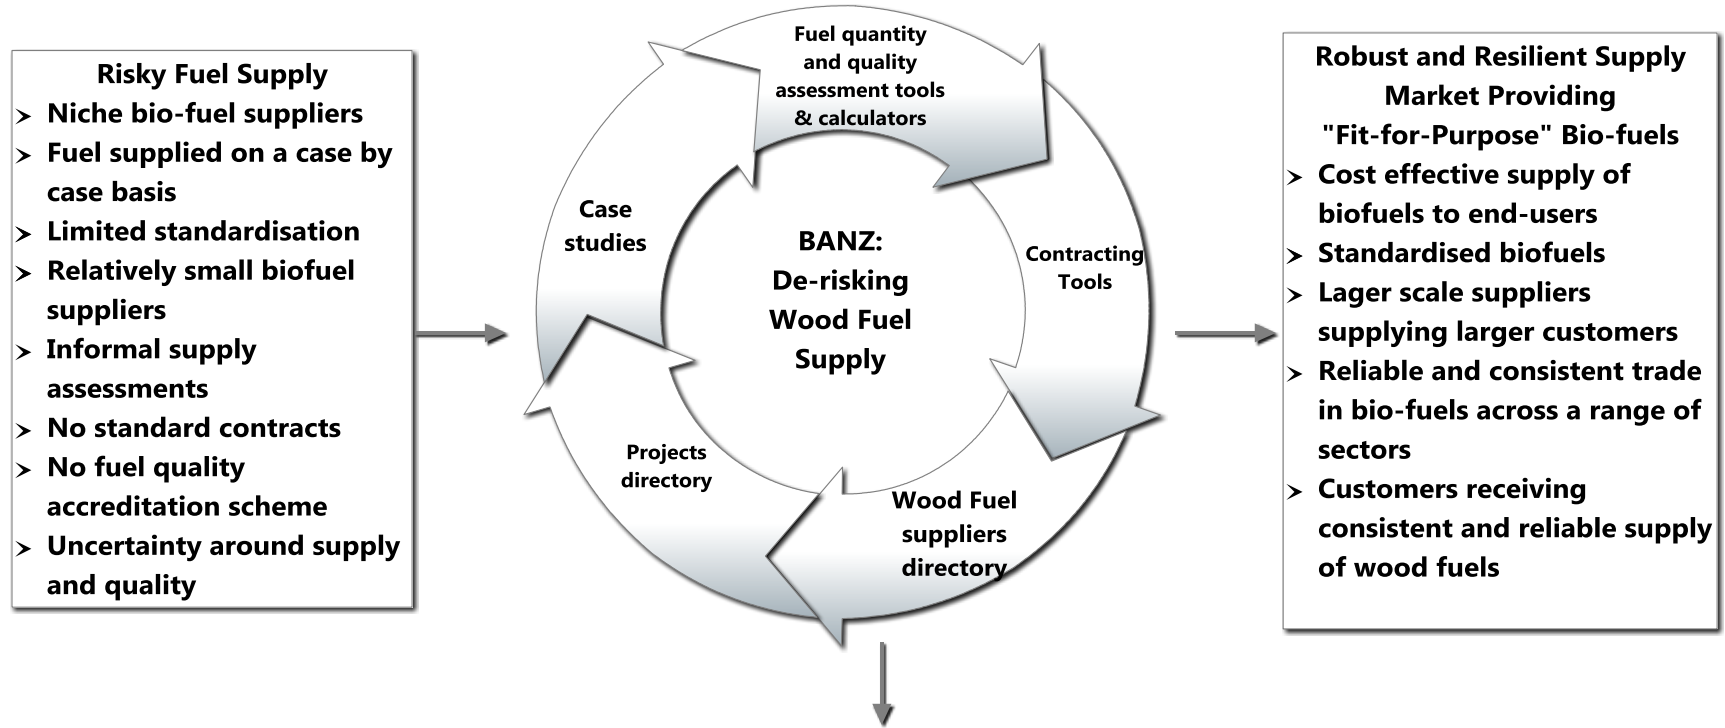 Risky Fuel Supply
➢ Niche bio-fuel suppliers
➢ Fuel supplied on a case by
case basis
➢ Limited standardisation
➢ Relatively small biofuel
suppliers
➢ Informal supply
assessments
➢ No standard contracts
➢ No fuel quality
accreditation scheme
➢ Uncertainty around supply
and quality
Fuel quantity
and quality
assessment tools
& calculators
Contracting
Tools
Wood Fuel
suppliers
directory
Projects
directory
Case
studies
BANZ:
De-risking
Wood Fuel
Supply
Robust and Resilient Supply
Market Providing
"Fit-for-Purpose" Bio-fuels
➢ Cost effective supply of
biofuels to end-users
➢ Standardised biofuels
➢ Lager scale suppliers
supplying larger customers
➢ Reliable and consistent trade
in bio-fuels across a range of
sectors
➢ Customers receiving
consistent and reliable supply
of wood fuels